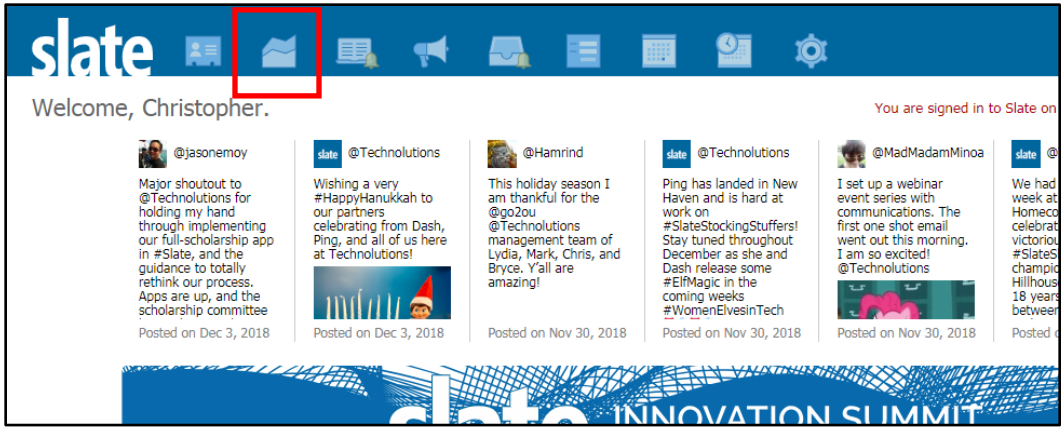 slate
Welcome, Christopher.
You are signed in to Slate on
@jasonemoy
Major shoutout to
@Technolutions for
holding my hand
through implementing
our full-scholarship app
in #Slate, and the
guidance to totally
rethink our process.
Apps are up, and the
scholarship committee
Posted on Dec 3, 2018
slate @Technolutions
Wishing a very
#HappyHanukkah to
our partners
celebrating from Dash,
Ping, and all of us here
at Technolutions!
Posted on Dec 3, 2018
@Hamrind
This holiday season I
am thankful for the
@go2ou
@Technolutions
management team of
Lydia, Mark, Chris, and
Bryce. Y'all are
amazing!
Posted on Nov 30, 2018
slate @Technolutions
Ping has landed in New
Haven and is hard at
work on
#SlateStockingStuffers!
Stay tuned throughout
December as she and
Dash release some
#ElfMagic in the
coming weeks
#WomenElvesinTech
Posted on Nov 30, 2018
@MadMadamMinoa
I set up a webinar
event series with
communications. The
first one shot email
went out this morning.
I am so excited!
@Technolutions
Posted on Nov 30, 2018
slate @
We had
week at
Homeco
celebrat
victoriou
#SlateS
champio
Hillhous
18 years
between
Posted o
slate INNOVATION SUMMIT